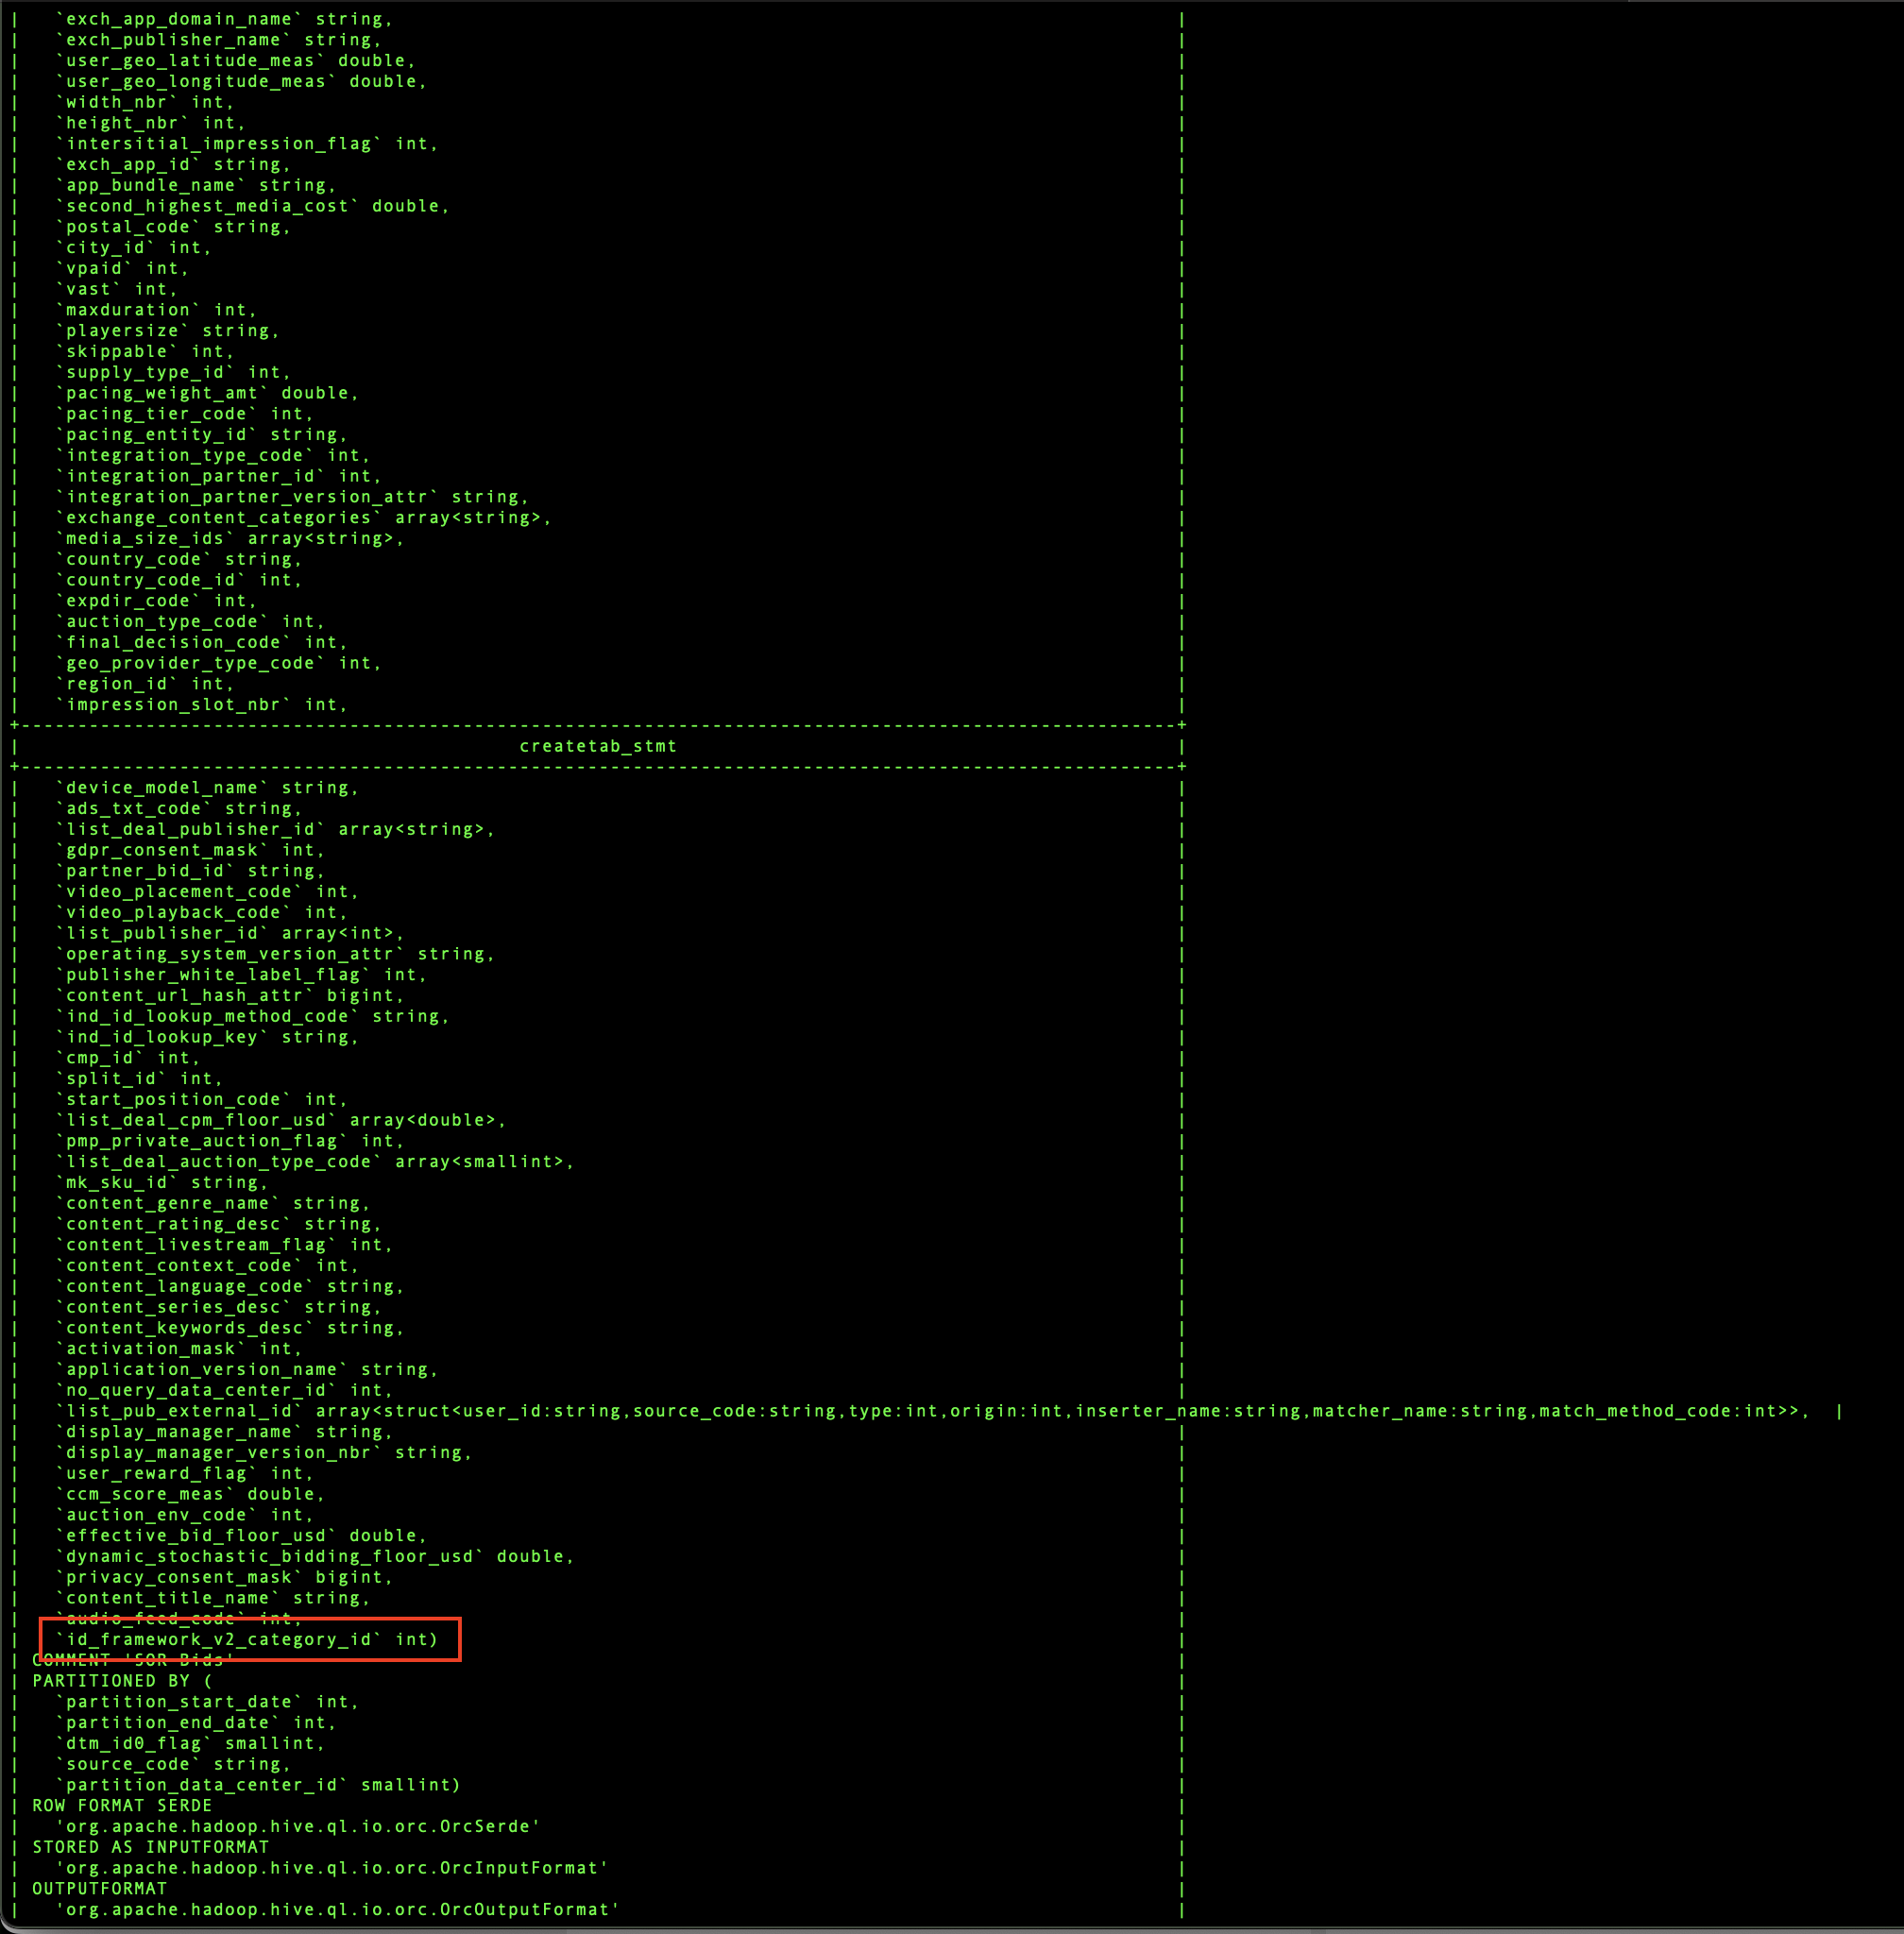 |   `exch_app_domain_name` string, |
|   `exch_publisher_name` string, |
|   `user_geo_latitude_meas` double, |
|   `user_geo_longitude_meas` double, |
|   `width_nbr` int, |
|   `height_nbr` int, |
|   `intersitial_impression_flag` int, |
|   `exch_app_id` string, |
|   `app_bundle_name` string, |
|   `second_highest_media_cost` double, |
|   `postal_code` string, |
|   `city_id` int, |
|   `vpaid` int, |
|   `vast` int, |
|   `maxduration` int, |
|   `playersize` string, |
|   `skippable` int, |
|   `supply_type_id` int, |
|   `pacing_weight_amt` double, |
|   `pacing_tier_code` int, |
|   `pacing_entity_id` string, |
|   `integration_type_code` int, |
|   `integration_partner_id` int, |
|   `integration_partner_version_attr` string, |
|   `exchange_content_categories` array<string>, |
|   `media_size_ids` array<string>, |
|   `country_code` string, |
|   `country_code_id` int, |
|   `expdir_code` int, |
|   `auction_type_code` int, |
|   `final_decision_code` int, |
|   `geo_provider_type_code` int, |
|   `region_id` int, |
|   `impression_slot_nbr` int, |
+------------------------------------------------------------------------------------------------------+
| createtab_stmt |
+------------------------------------------------------------------------------------------------------+
|   `device_model_name` string, |
|   `ads_txt_code` string, |
|   `list_deal_publisher_id` array<string>, |
|   `gdpr_consent_mask` int, |
|   `partner_bid_id` string, |
|   `video_placement_code` int, |
|   `video_playback_code` int, |
|   `list_publisher_id` array<int>, |
|   `operating_system_version_attr` string, |
|   `publisher_white_label_flag` int, |
|   `content_url_hash_attr` bigint, |
|   `ind_id_lookup_method_code` string, |
|   `ind_id_lookup_key` string, |
|   `cmp_id` int, |
|   `split_id` int, |
|   `start_position_code` int, |
|   `list_deal_cpm_floor_usd` array<double>, |
|   `pmp_private_auction_flag` int, |
|   `list_deal_auction_type_code` array<smallint>, |
|   `mk_sku_id` string, |
|   `content_genre_name` string, |
|   `content_rating_desc` string, |
|   `content_livestream_flag` int, |
|   `content_context_code` int, |
|   `content_language_code` string, |
|   `content_series_desc` string, |
|   `content_keywords_desc` string, |
|   `activation_mask` int, |
|   `application_version_name` string, |
|   `no_query_data_center_id` int, |
|   `list_pub_external_id` array<struct<user_id:string,source_code:string,type:int,origin:int,inserter_name:string,matcher_name:string,match_method_code:int>>,  |
|   `display_manager_name` string, |
|   `display_manager_version_nbr` string, |
|   `user_reward_flag` int, |
|   `ccm_score_meas` double, |
|   `auction_env_code` int, |
|   `effective_bid_floor_usd` double, |
|   `dynamic_stochastic_bidding_floor_usd` double, |
|   `privacy_consent_mask` bigint, |
|   `content_title_name` string, |
|   `audio_feed_code` int, |
|   `id_framework_v2_category_id` int) |
| COMMENT 'SOR Bids' |
| PARTITIONED BY ( |
|   `partition_start_date` int, |
|   `partition_end_date` int, |
|   `dtm_id0_flag` smallint, |
|   `source_code` string, |
|   `partition_data_center_id` smallint) |
| ROW FORMAT SERDE |
|   'org.apache.hadoop.hive.ql.io.orc.OrcSerde' |
| STORED AS INPUTFORMAT |
|   'org.apache.hadoop.hive.ql.io.orc.OrcInputFormat' |
| OUTPUTFORMAT |
|   'org.apache.hadoop.hive.ql.io.orc.OrcOutputFormat' |